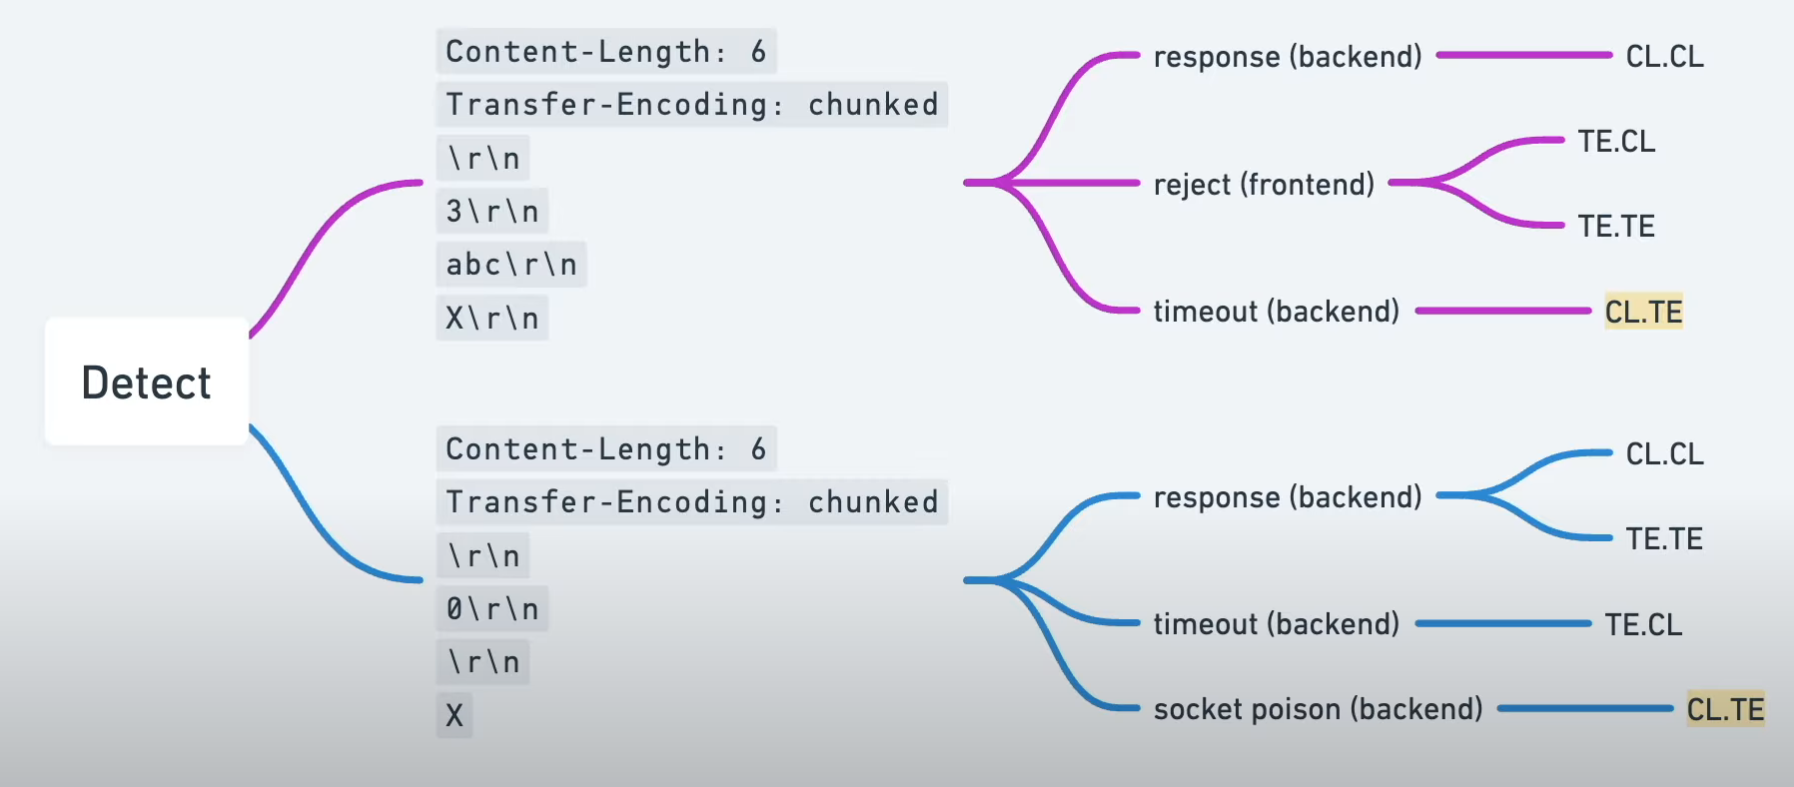 Detect
Content-Length: 6
Transfer-Encoding: chunked
\r\n
3\r\n
abc\r\n
X\r\n
response (backend)
CL.CL
reject (frontend)
TE.CL
TE.TE
timeout (backend)
CL.TE
Content-Length: 6
Transfer-Encoding: chunked
\r\n
0\r\n
\r\n
X
response (backend)
CL.CL
TE.TE
timeout (backend)
TE.CL
socket poison (backend)
CL.TE